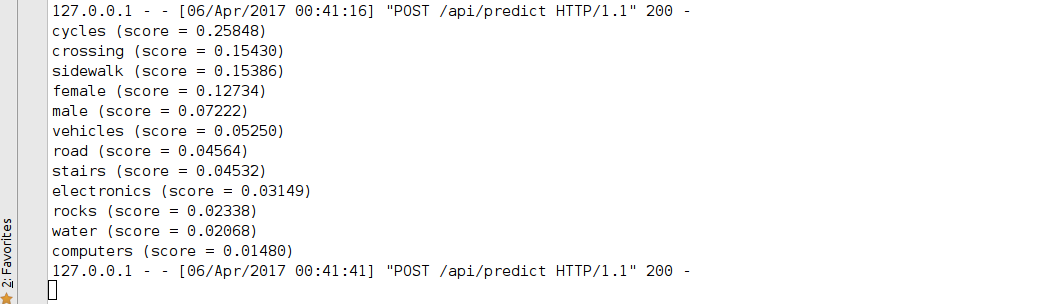 127.0.0.1 - - [06/Apr/2017 00:41:16] "POST /api/predict HTTP/1.1" 200 -
cycles (score = 0.25848)
crossing (score = 0.15430)
sidewalk (score = 0.15386)
female (score = 0.12734)
male (score = 0.07222)
vehicles (score = 0.05250)
road (score = 0.04564)
stairs (score = 0.04532)
electronics (score = 0.03149)
rocks (score = 0.02338)
water (score = 0.02068)
computers (score = 0.01480)
127.0.0.1 - - [06/Apr/2017 00:41:41] "POST /api/predict HTTP/1.1" 200 -
2: Favorites